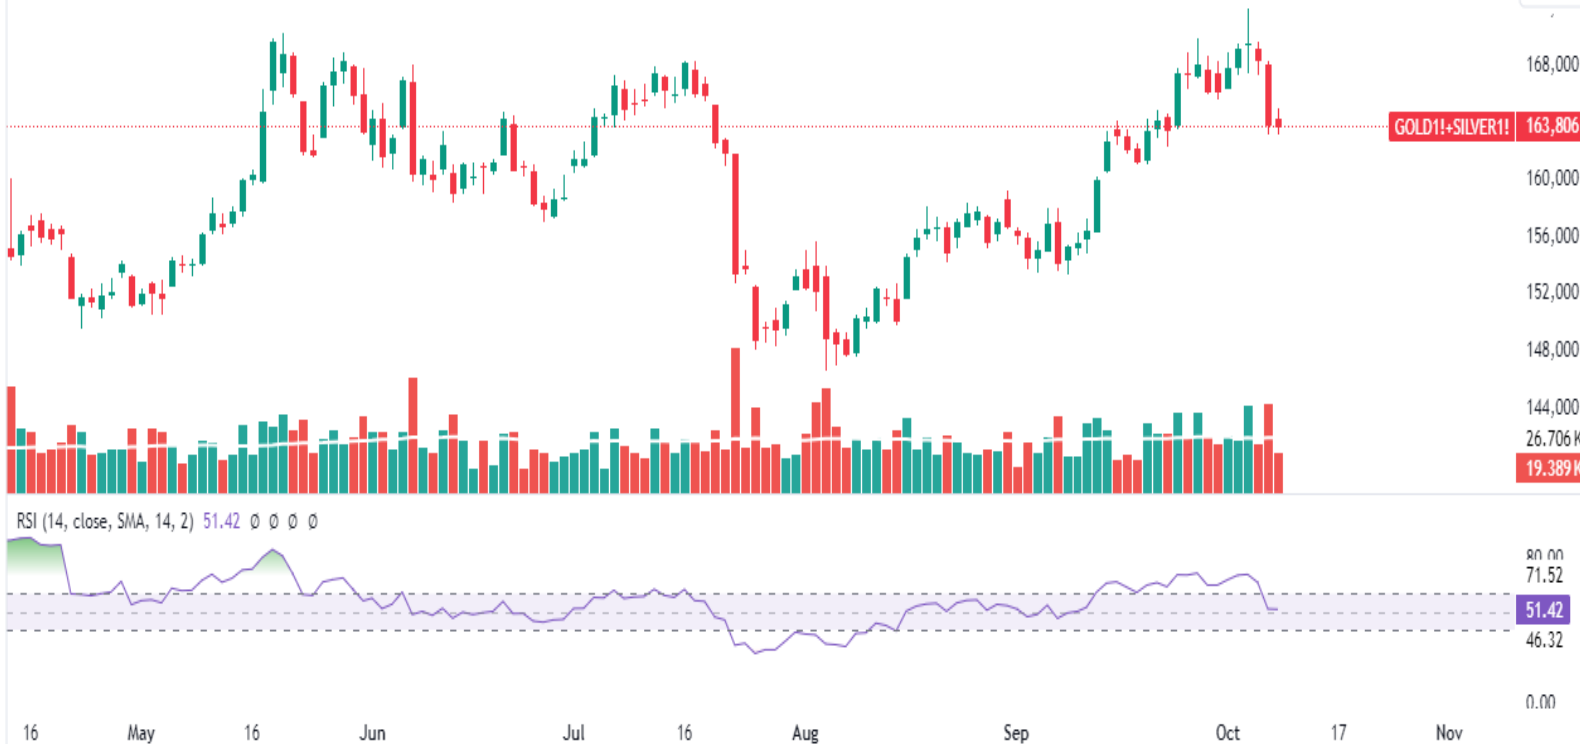 168,000
GOLD1!+SILVER1! 163,806
160,000
156,000
152,000
148,000
144,000
26.706 K
19.389 K
RSI (14, close, SMA, 14, 2) 51.42 Ø Ø Ø Ø
80.00
71.52
51.42
46.32
0.00
16 May 16 Jun Jul 16 Aug Sep Oct 17 Nov